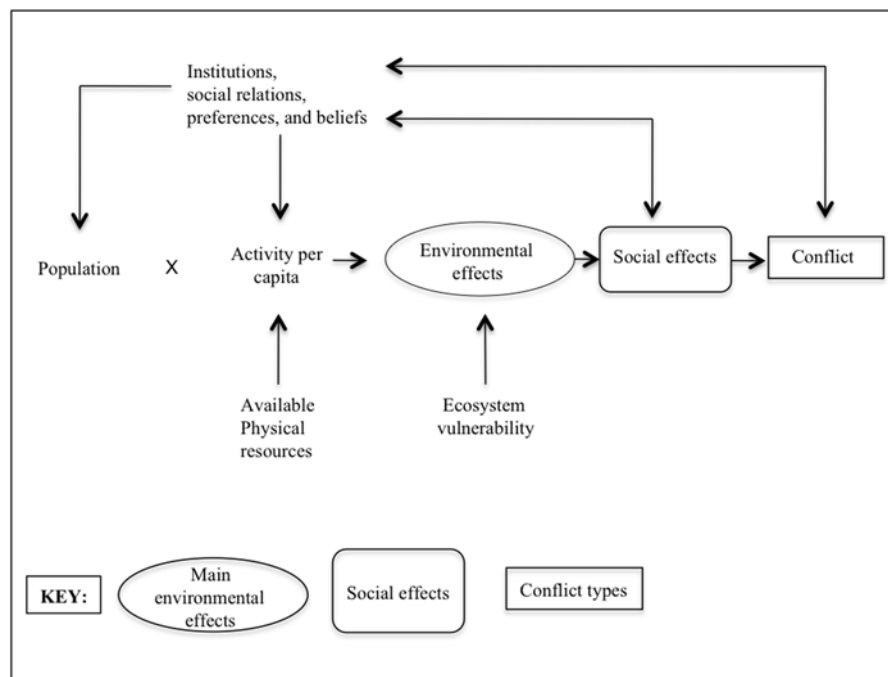 Institutions,
social relations,
preferences, and beliefs
Population
X
Activity per
capita
Environmental
effects
Social effects
Conflict
Available
Physical
resources
Ecosystem
vulnerability
KEY:
Main
environmental
effects
Social effects
Conflict types